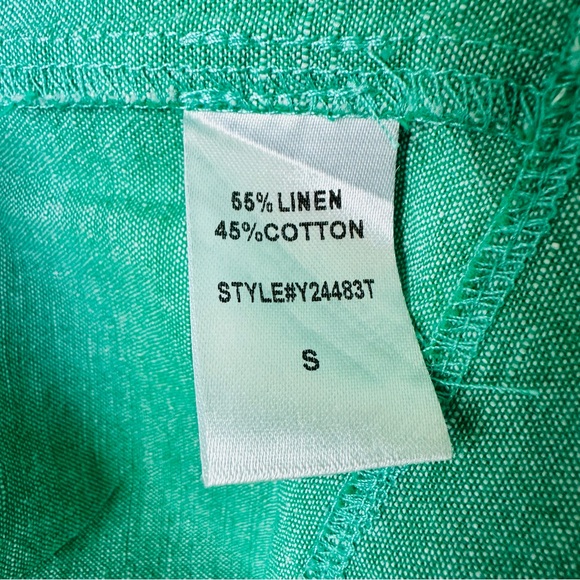 55% LINEN
45%COTTON
STYLE#Y24483T
S